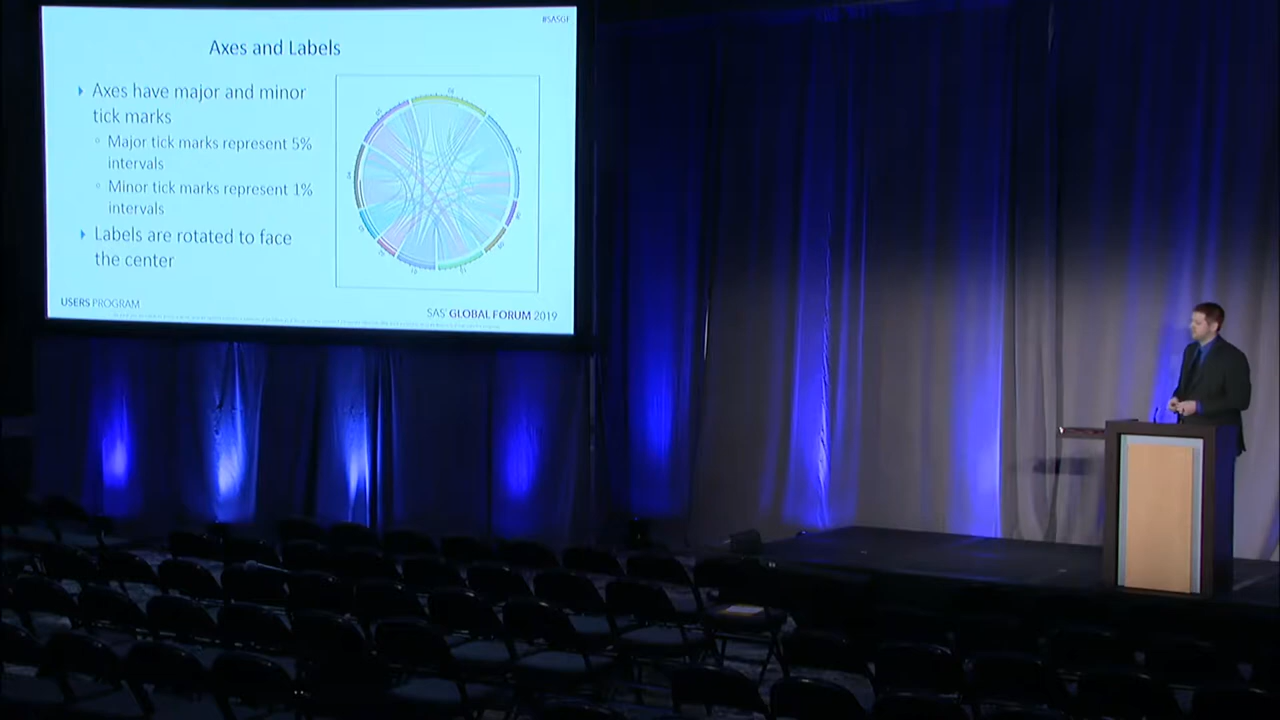 #SASGF
Axes and Labels
Axes have major and minor
tick marks
Major tick marks represent 5%
intervals
Minor tick marks represent 1%
intervals
Labels are rotated to face
the center
USERS PROGRAM
SAS® GLOBAL FORUM 2019